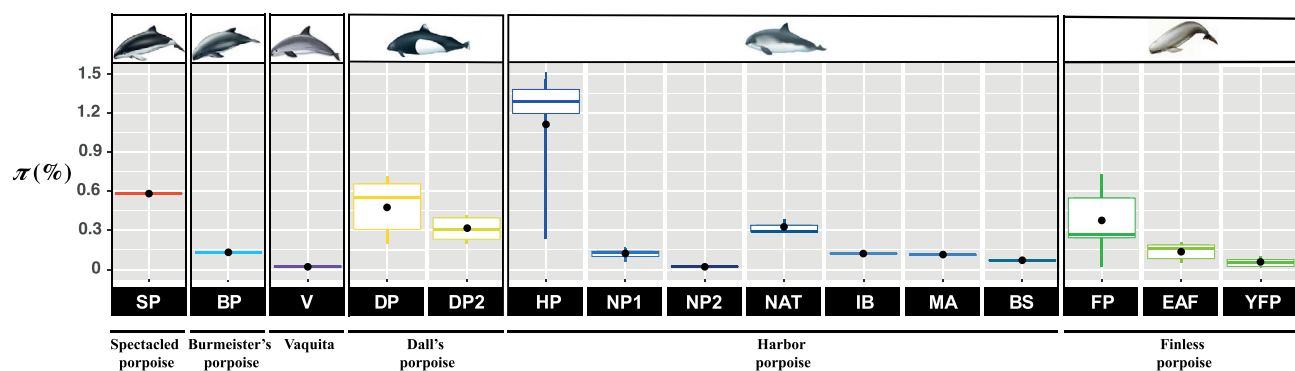 1.5
1.2
0.9
π(%)
0.6
0.3
0
SP BP V DP DP2 HP NP1 NP2 NAT IB MA BS FP EAF YFP
Spectacled porpoise
Burmeister's porpoise
Vaquita
Dall's porpoise
Harbor porpoise
Finless porpoise